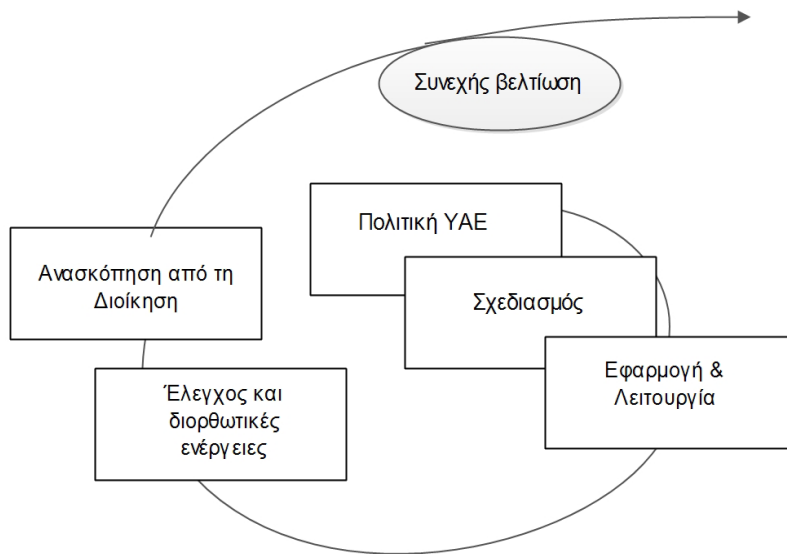 Συνεχής βελτίωση
Πολιτική ΥΑΕ
Σχεδιασμός
Εφαρμογή &
Λειτουργία
Έλεγχος και
διορθωτικές
ενέργειες
Ανασκόπηση από τη
Διοίκηση